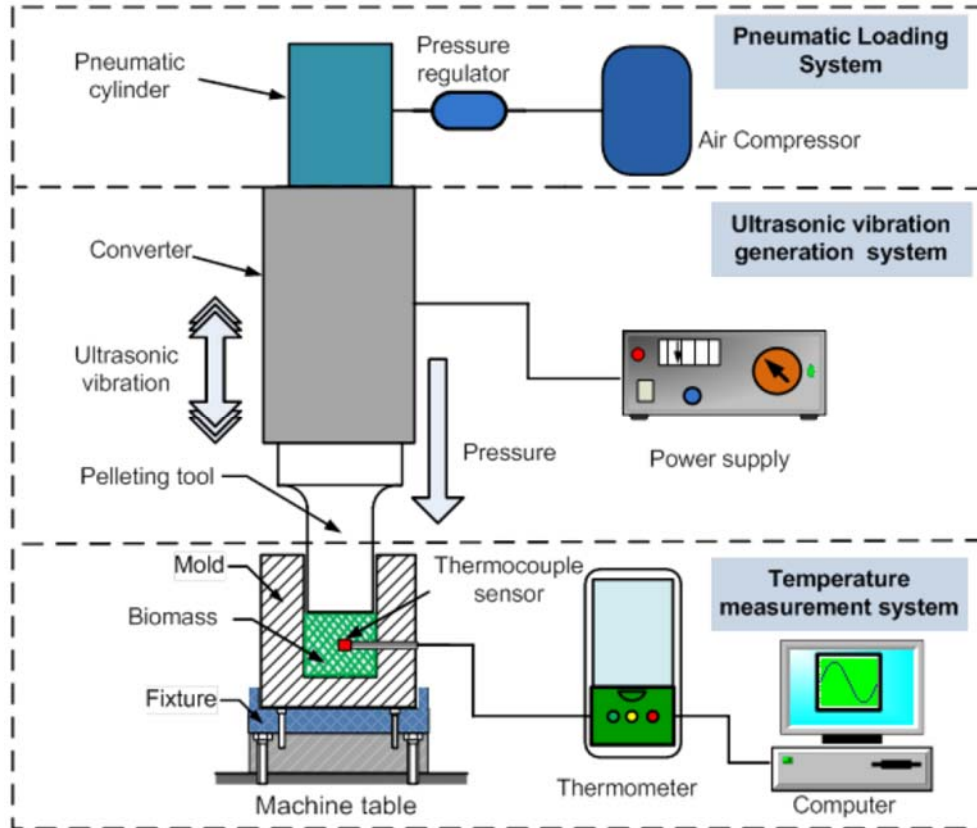 Pneumatic Loading
System
Pneumatic
cylinder
Pressure
regulator
Air Compressor
Ultrasonic vibration
generation system
Converter
Ultrasonic
vibration
Pressure
Power supply
Pelleting tool
Temperature
measurement system
Mold
Thermocouple
sensor
Biomass
Fixture
Machine table
Thermometer
Computer